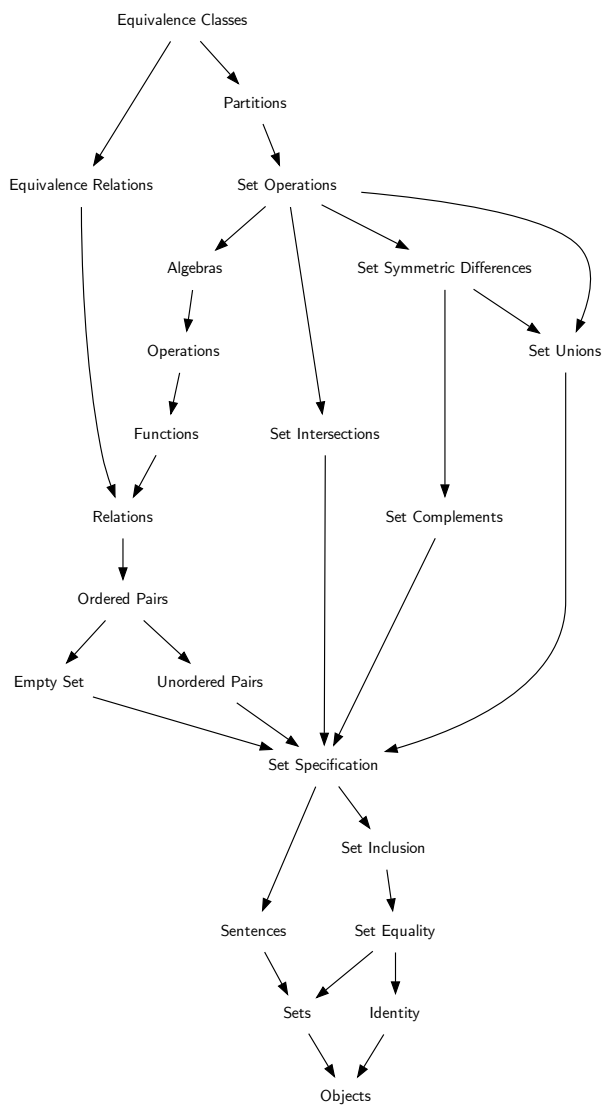 Equivalence Classes
Partitions
Equivalence Relations
Set Operations
Algebras
Set Symmetric Differences
Operations
Set Unions
Functions
Set Intersections
Relations
Set Complements
Ordered Pairs
Empty Set
Unordered Pairs
Set Specification
Set Inclusion
Sentences
Set Equality
Sets
Identity
Objects